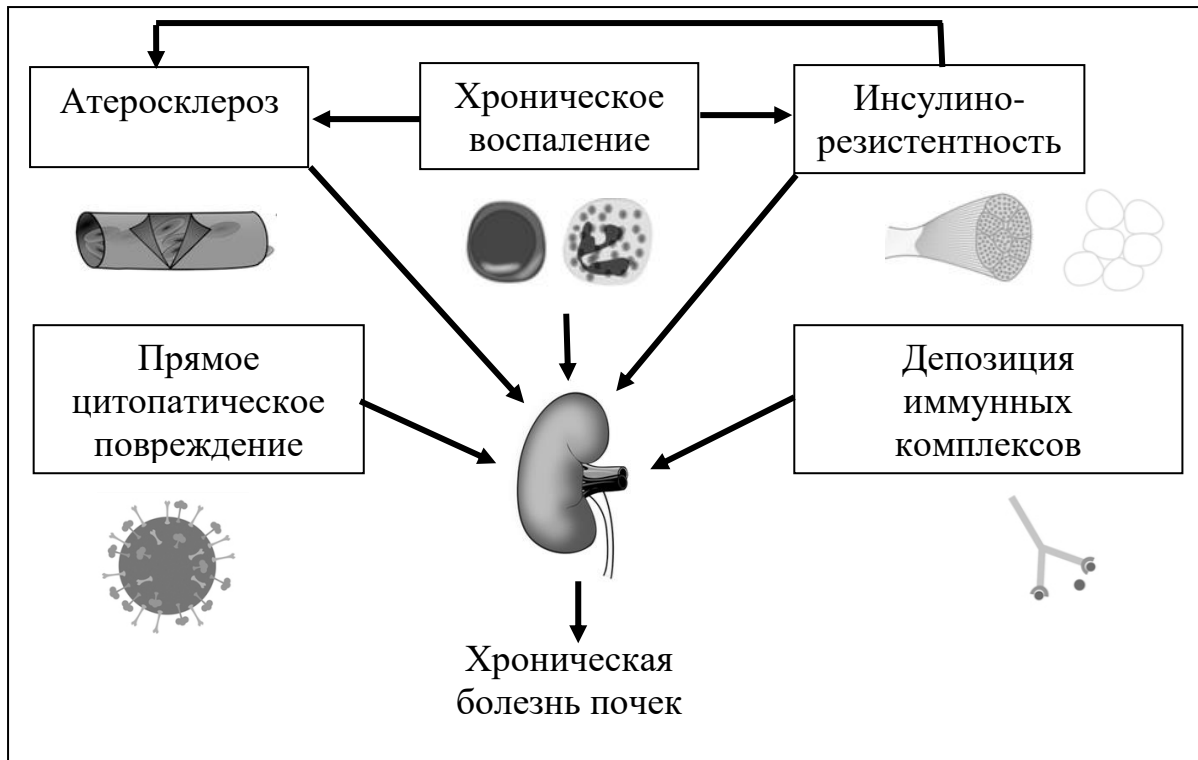 Атеросклероз
Хроническое
воспаление
Инсулино-
резистентность
Прямое
цитопатическое
повреждение
Депозиция
иммунных
комплексов
Хроническая
болезнь почек